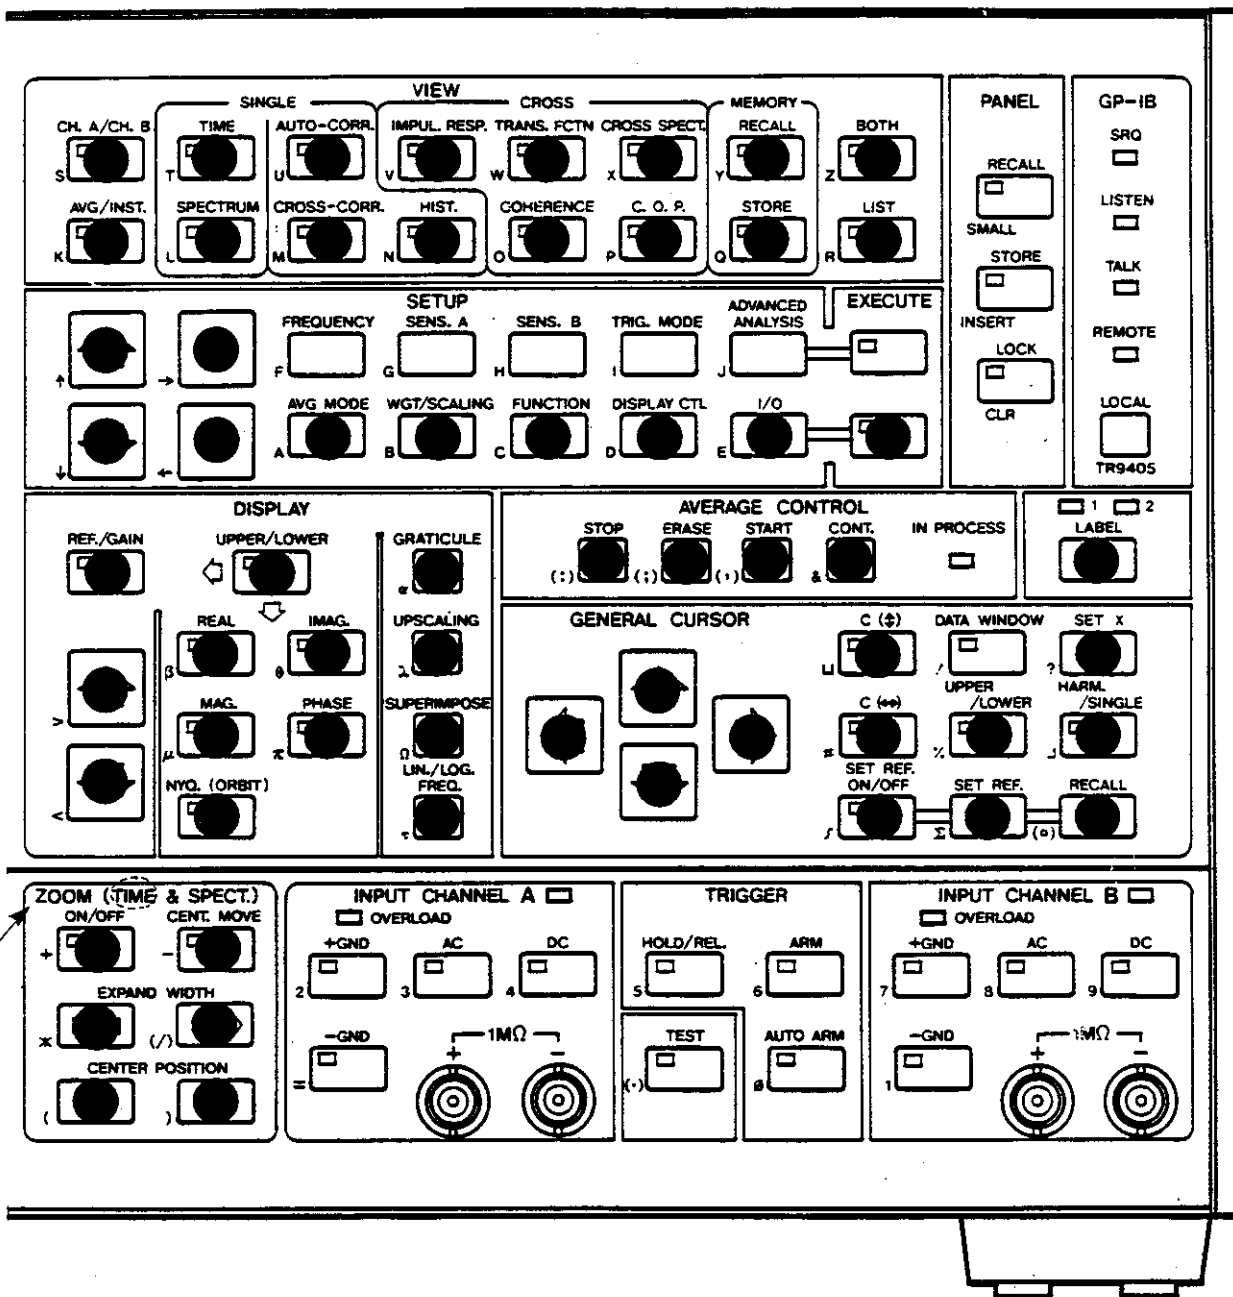 VIEW
SINGLE CROSS MEMORY
CH. A/CH. B TIME AUTO-CORR. IMPUL. RESP. TRANS. FCTN CROSS SPECT. RECALL BOTH
S T U V W X Y Z
AVG/INST. SPECTRUM CROSS-CORR. HIST. COHERENCE C. O. P. STORE LIST
K L M N O P Q R
PANEL
RECALL
SMALL
STORE
INSERT
LOCK
CLR
GP-IB
SRQ
LISTEN
TALK
REMOTE
LOCAL
TR9405
SETUP EXECUTE
FREQUENCY SENS. A SENS. B TRIG. MODE ADVANCED
ANALYSIS
↑ → F G H I J
AVG MODE WGT/SCALING FUNCTION DISPLAY CTL I/O
↓ ← A B C D E
DISPLAY
REF./GAIN UPPER/LOWER GRATICULE
α
REAL IMAG. UPSCALING
β θ λ
> MAG. PHASE SUPERIMPOSE
μ π Ω
< NYQ. (ORBIT) LIN./LOG.
FREQ.
τ
AVERAGE CONTROL
STOP ERASE START CONT. IN PROCESS
(:) (;) (,) &
1 2
LABEL
GENERAL CURSOR
C (↕) DATA WINDOW SET X
⊔ ! ?
C (↔) UPPER
/LOWER HARM.
/SINGLE
# % ⌟
SET REF.
ON/OFF SET REF. RECALL
∫ Σ (o)
ZOOM (TIME & SPECT.)
ON/OFF CENT. MOVE
+ -
EXPAND WIDTH
* (/)
CENTER POSITION
( )
INPUT CHANNEL A
OVERLOAD
+GND AC DC
2 3 4
-GND 1MΩ
+ -
=
TRIGGER
HOLD/REL. ARM
5 6
TEST AUTO ARM
(·) Ø
INPUT CHANNEL B
OVERLOAD
+GND AC DC
7 8 9
-GND 1MΩ
+ -
1